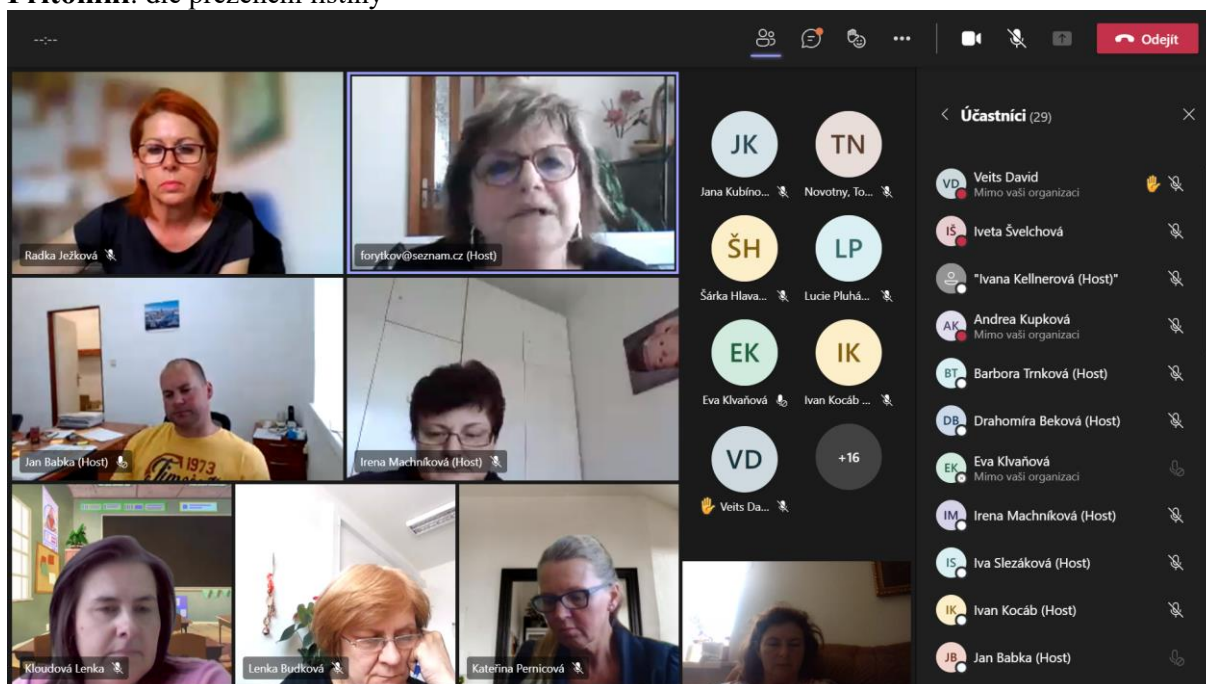 Přítomni: dle prezenční listiny
--:--
Odejít
Radka Ježková
forytkov@seznam.cz (Host)
JK
TN
Jana Kubíno...
Novotny, To...
ŠH
LP
Šárka Hlava...
Lucie Pluhá...
Jan Babka (Host)
1973
Irena Machníková (Host)
EK
IK
Eva Klvaňová
Ivan Kocáb ...
VD
+16
Veits Da...
Kloudová Lenka
Lenka Budková
Kateřina Pernicová
Účastníci (29)
VD Veits David
Mimo vaši organizaci
IŠ Iveta Švelchová
"Ivana Kellnerová (Host)"
AK Andrea Kupková
Mimo vaši organizaci
BT Barbora Trnková (Host)
DB Drahomíra Beková (Host)
EK Eva Klvaňová
Mimo vaši organizaci
IM Irena Machníková (Host)
IS Iva Slezáková (Host)
IK Ivan Kocáb (Host)
JB Jan Babka (Host)